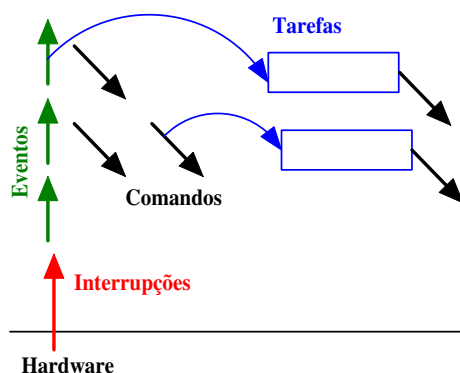 Tarefas
Eventos
Comandos
Interrupções
Hardware